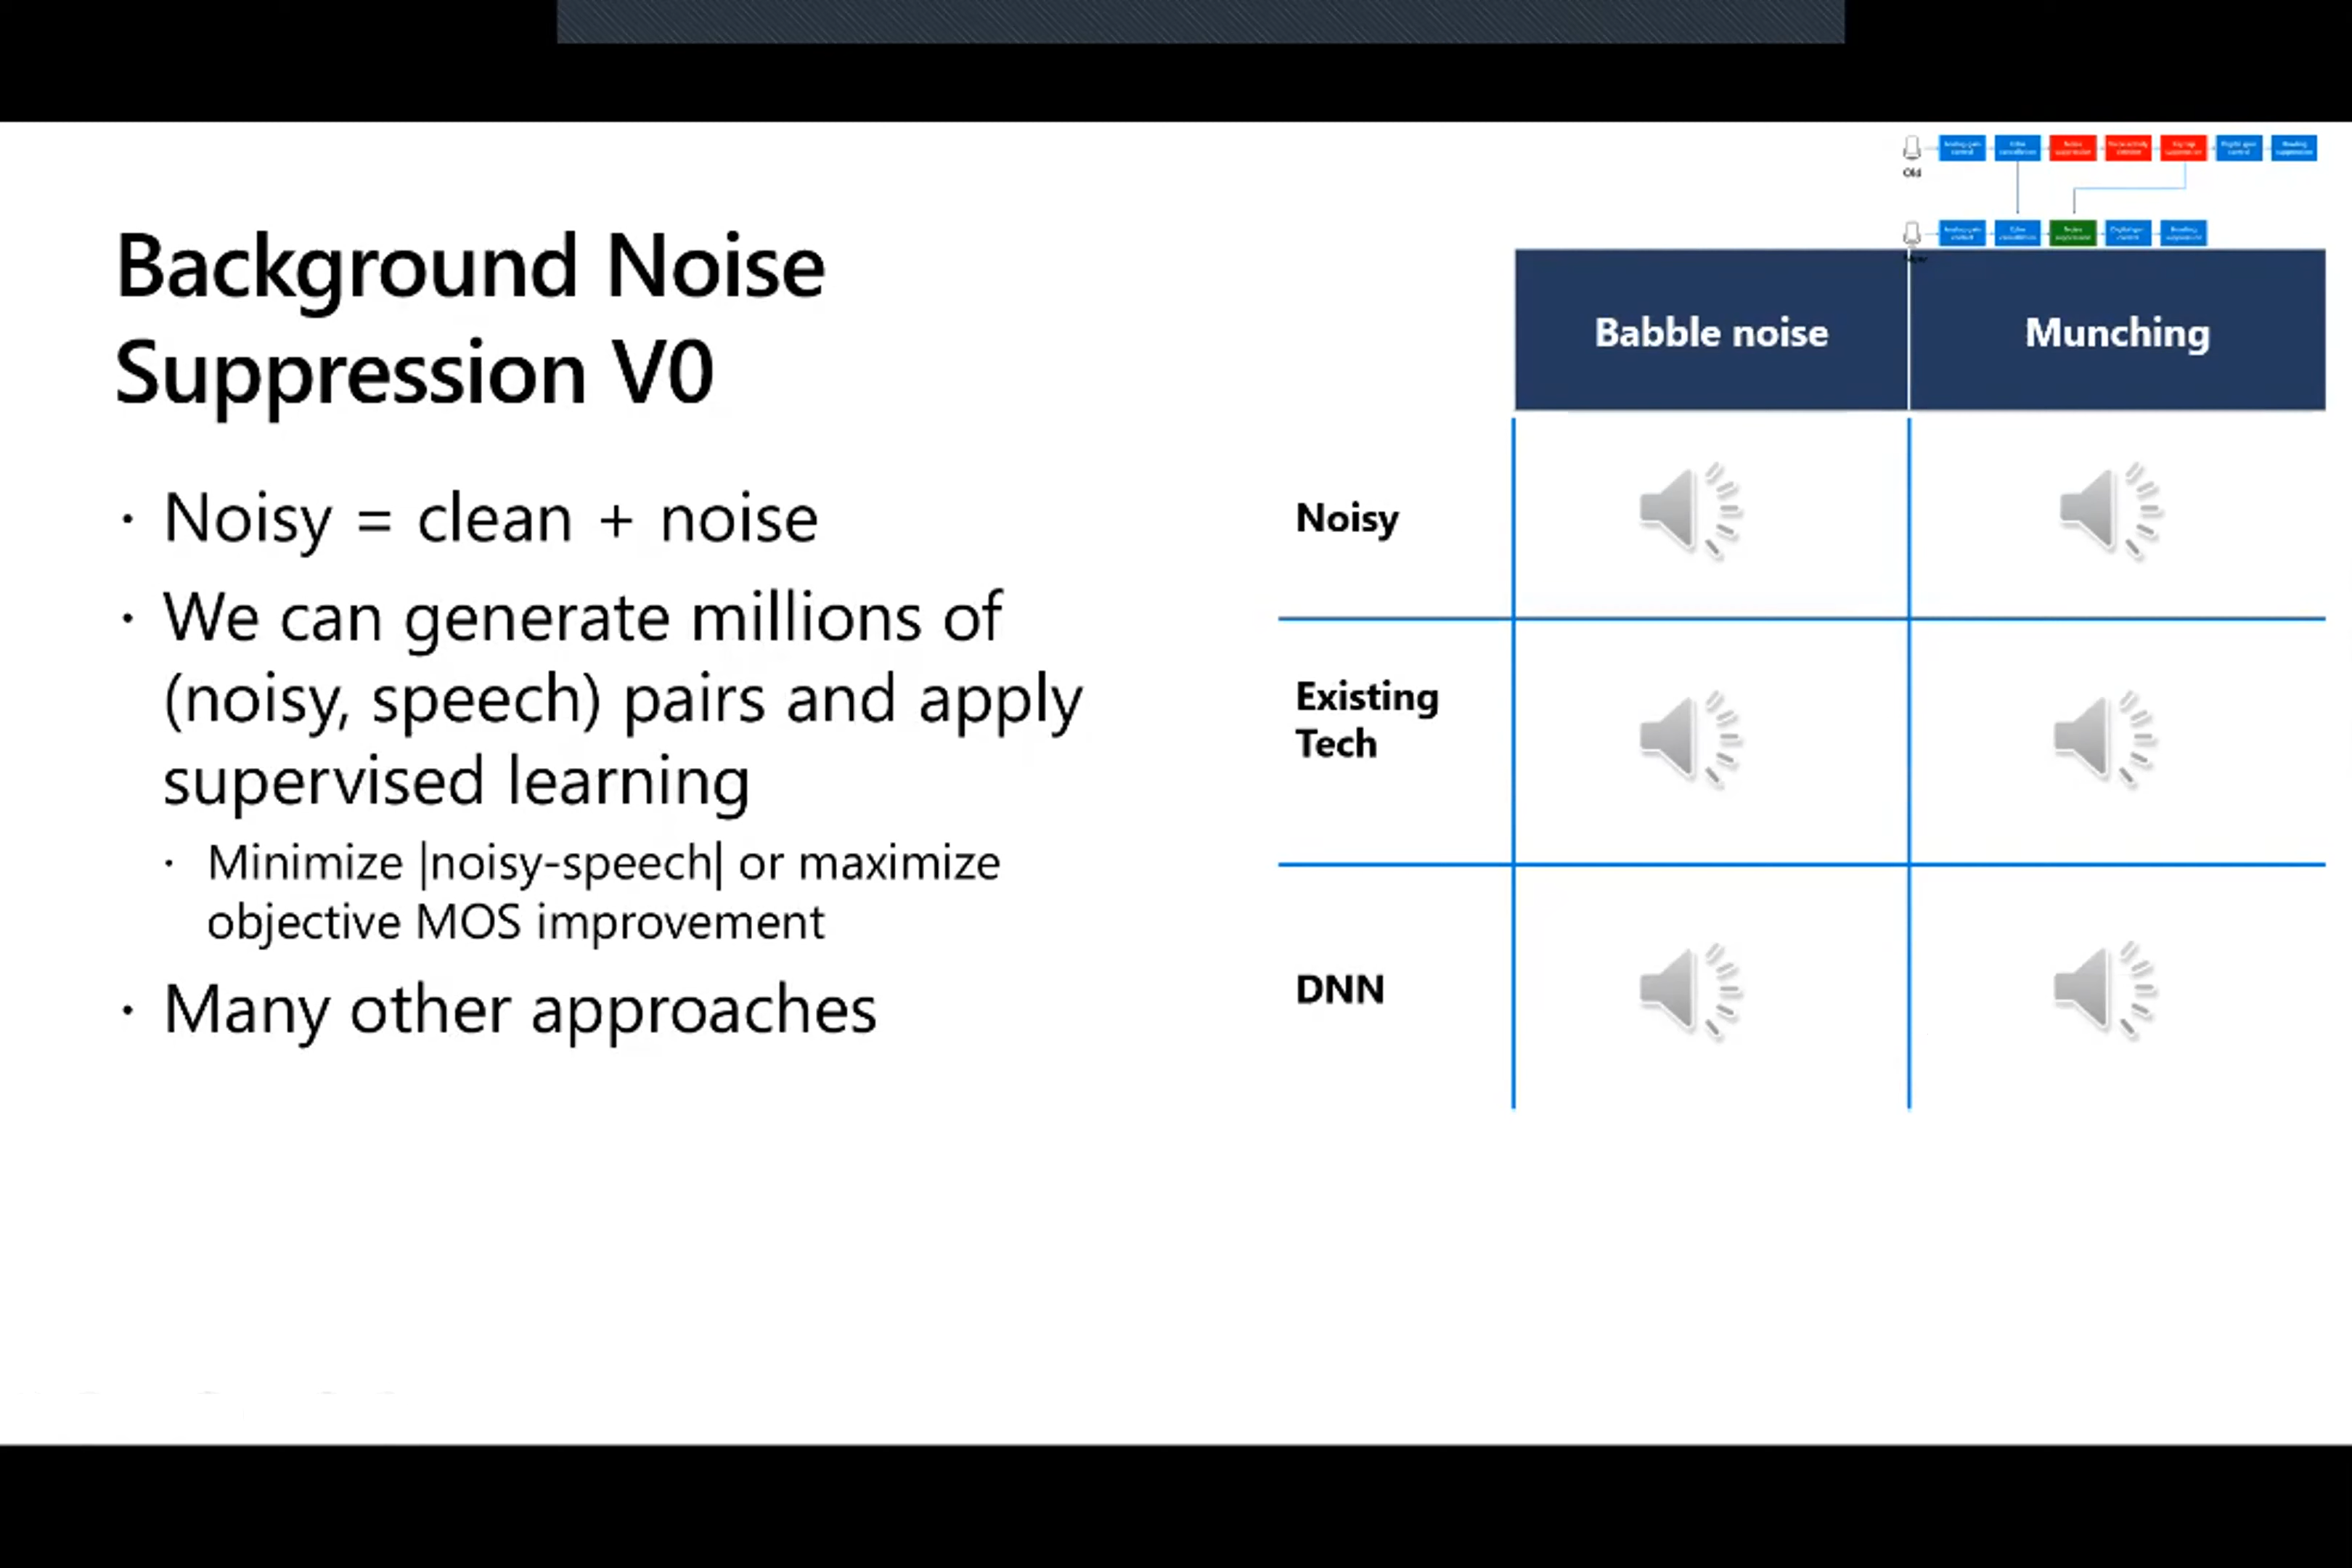 Old
Background Noise
Suppression V0
· Noisy = clean + noise
· We can generate millions of
(noisy, speech) pairs and apply
supervised learning
· Minimize |noisy-speech| or maximize
objective MOS improvement
· Many other approaches
Babble noise Munching
Noisy
Existing
Tech
DNN